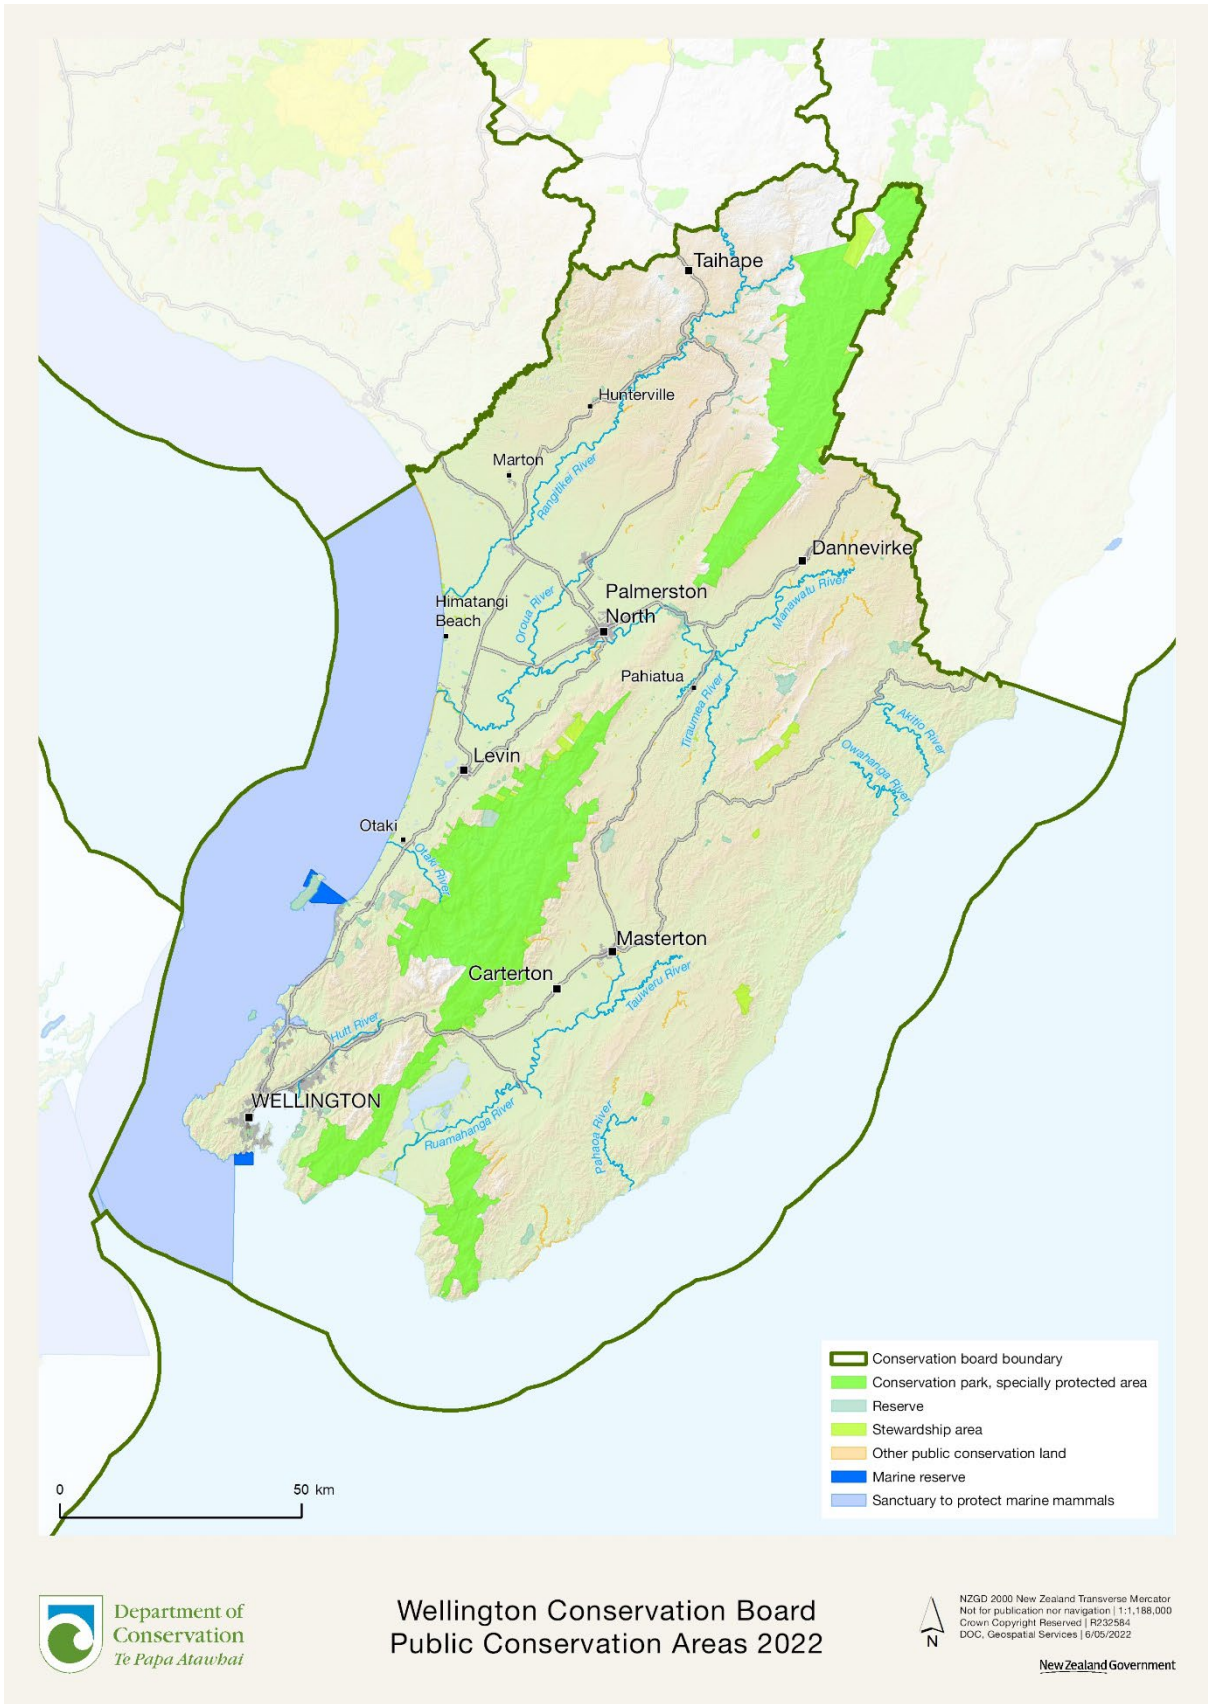 Taihape
Hunterville
Marton
Rangitikei River
Dannevirke
Manawatu River
Palmerston
North
Himatangi
Beach
Oroua River
Pahiatua
Tiraumea River
Akitio River
Owahanga River
Levin
Otaki
Otaki River
Masterton
Carterton
Tauweru River
Hutt River
WELLINGTON
Ruamahanga River
Pahaoa River
Conservation board boundary
Conservation park, specially protected area
Reserve
Stewardship area
Other public conservation land
Marine reserve
Sanctuary to protect marine mammals
0 50 km
Department of
Conservation
Te Papa Atawhai
Wellington Conservation Board
Public Conservation Areas 2022
N
NZGD 2000 New Zealand Transverse Mercator
Not for publication nor navigation | 1:1,188,000
Crown Copyright Reserved | R232584
DOC, Geospatial Services | 6/05/2022
New Zealand Government